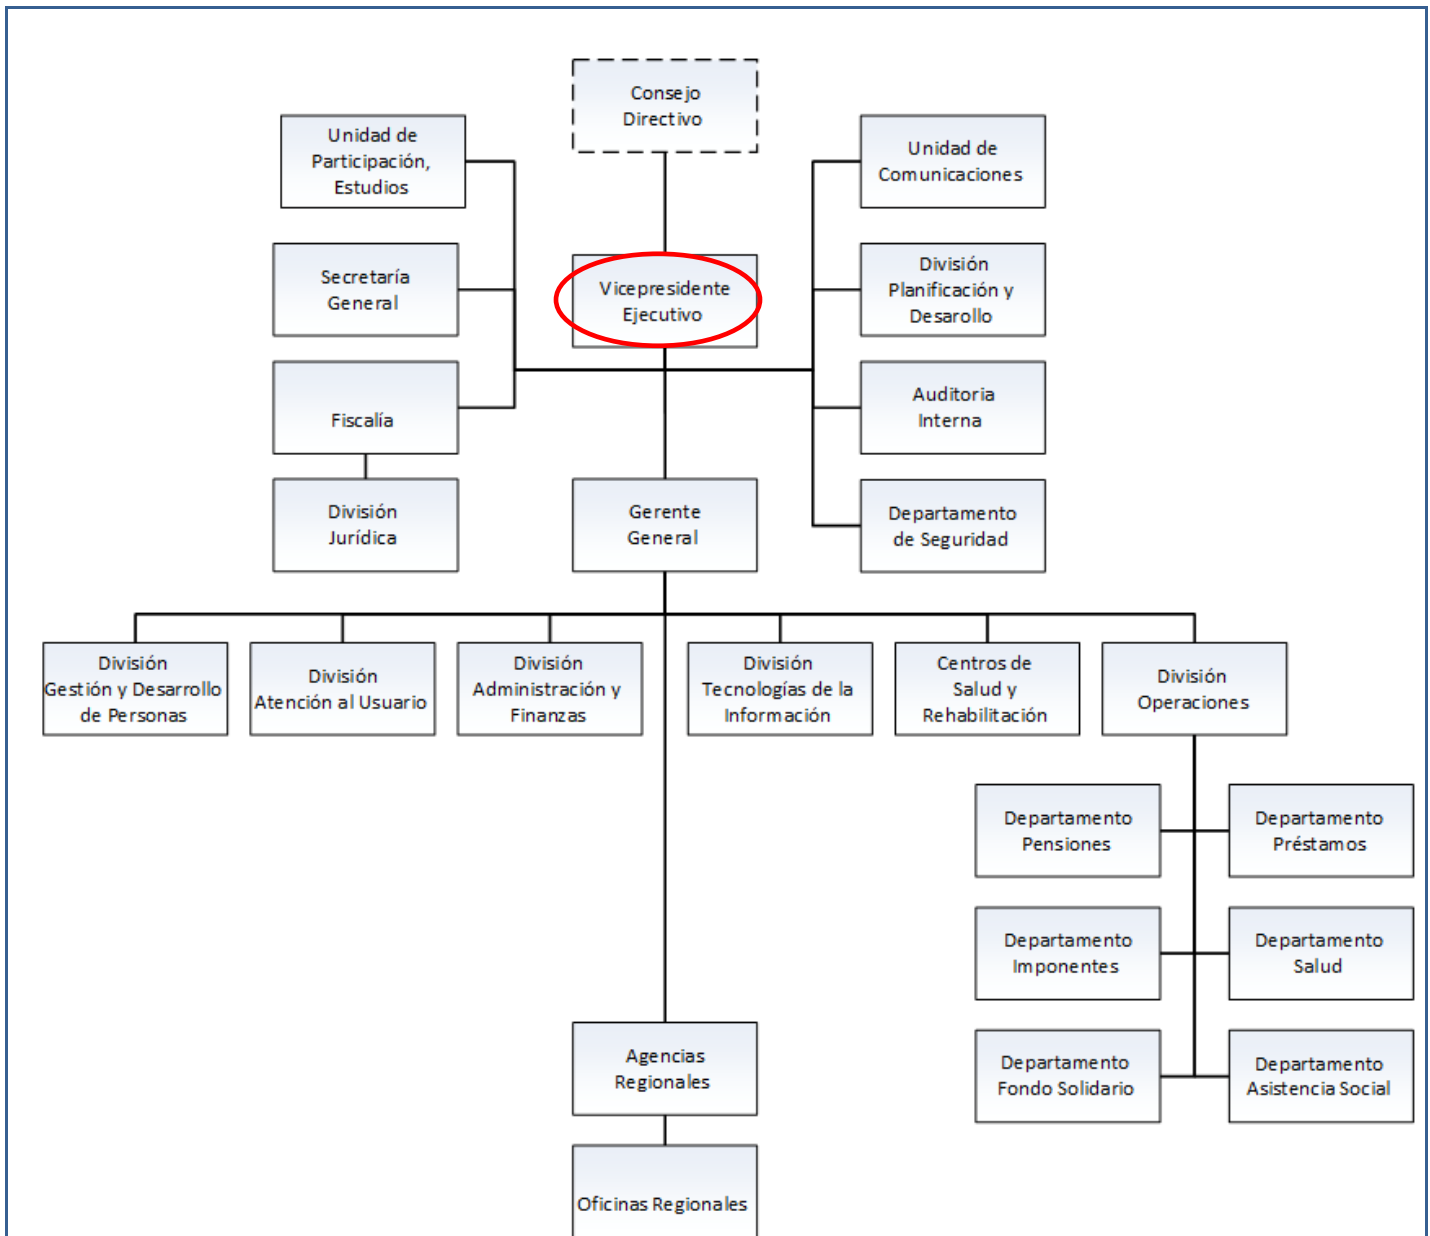 Consejo
Directivo
Unidad de
Participación,
Estudios
Unidad de
Comunicaciones
Secretaría
General
Vicepresidente
Ejecutivo
División
Planificación y
Desarollo
Fiscalía
Auditoria
Interna
División
Jurídica
Gerente
General
Departamento
de Seguridad
División
Gestión y Desarrollo
de Personas
División
Atención al Usuario
División
Administración y
Finanzas
División
Tecnologías de la
Información
Centros de
Salud y
Rehabilitación
División
Operaciones
Departamento
Pensiones
Departamento
Préstamos
Departamento
Imponentes
Departamento
Salud
Departamento
Fondo Solidario
Departamento
Asistencia Social
Agencias
Regionales
Oficinas Regionales